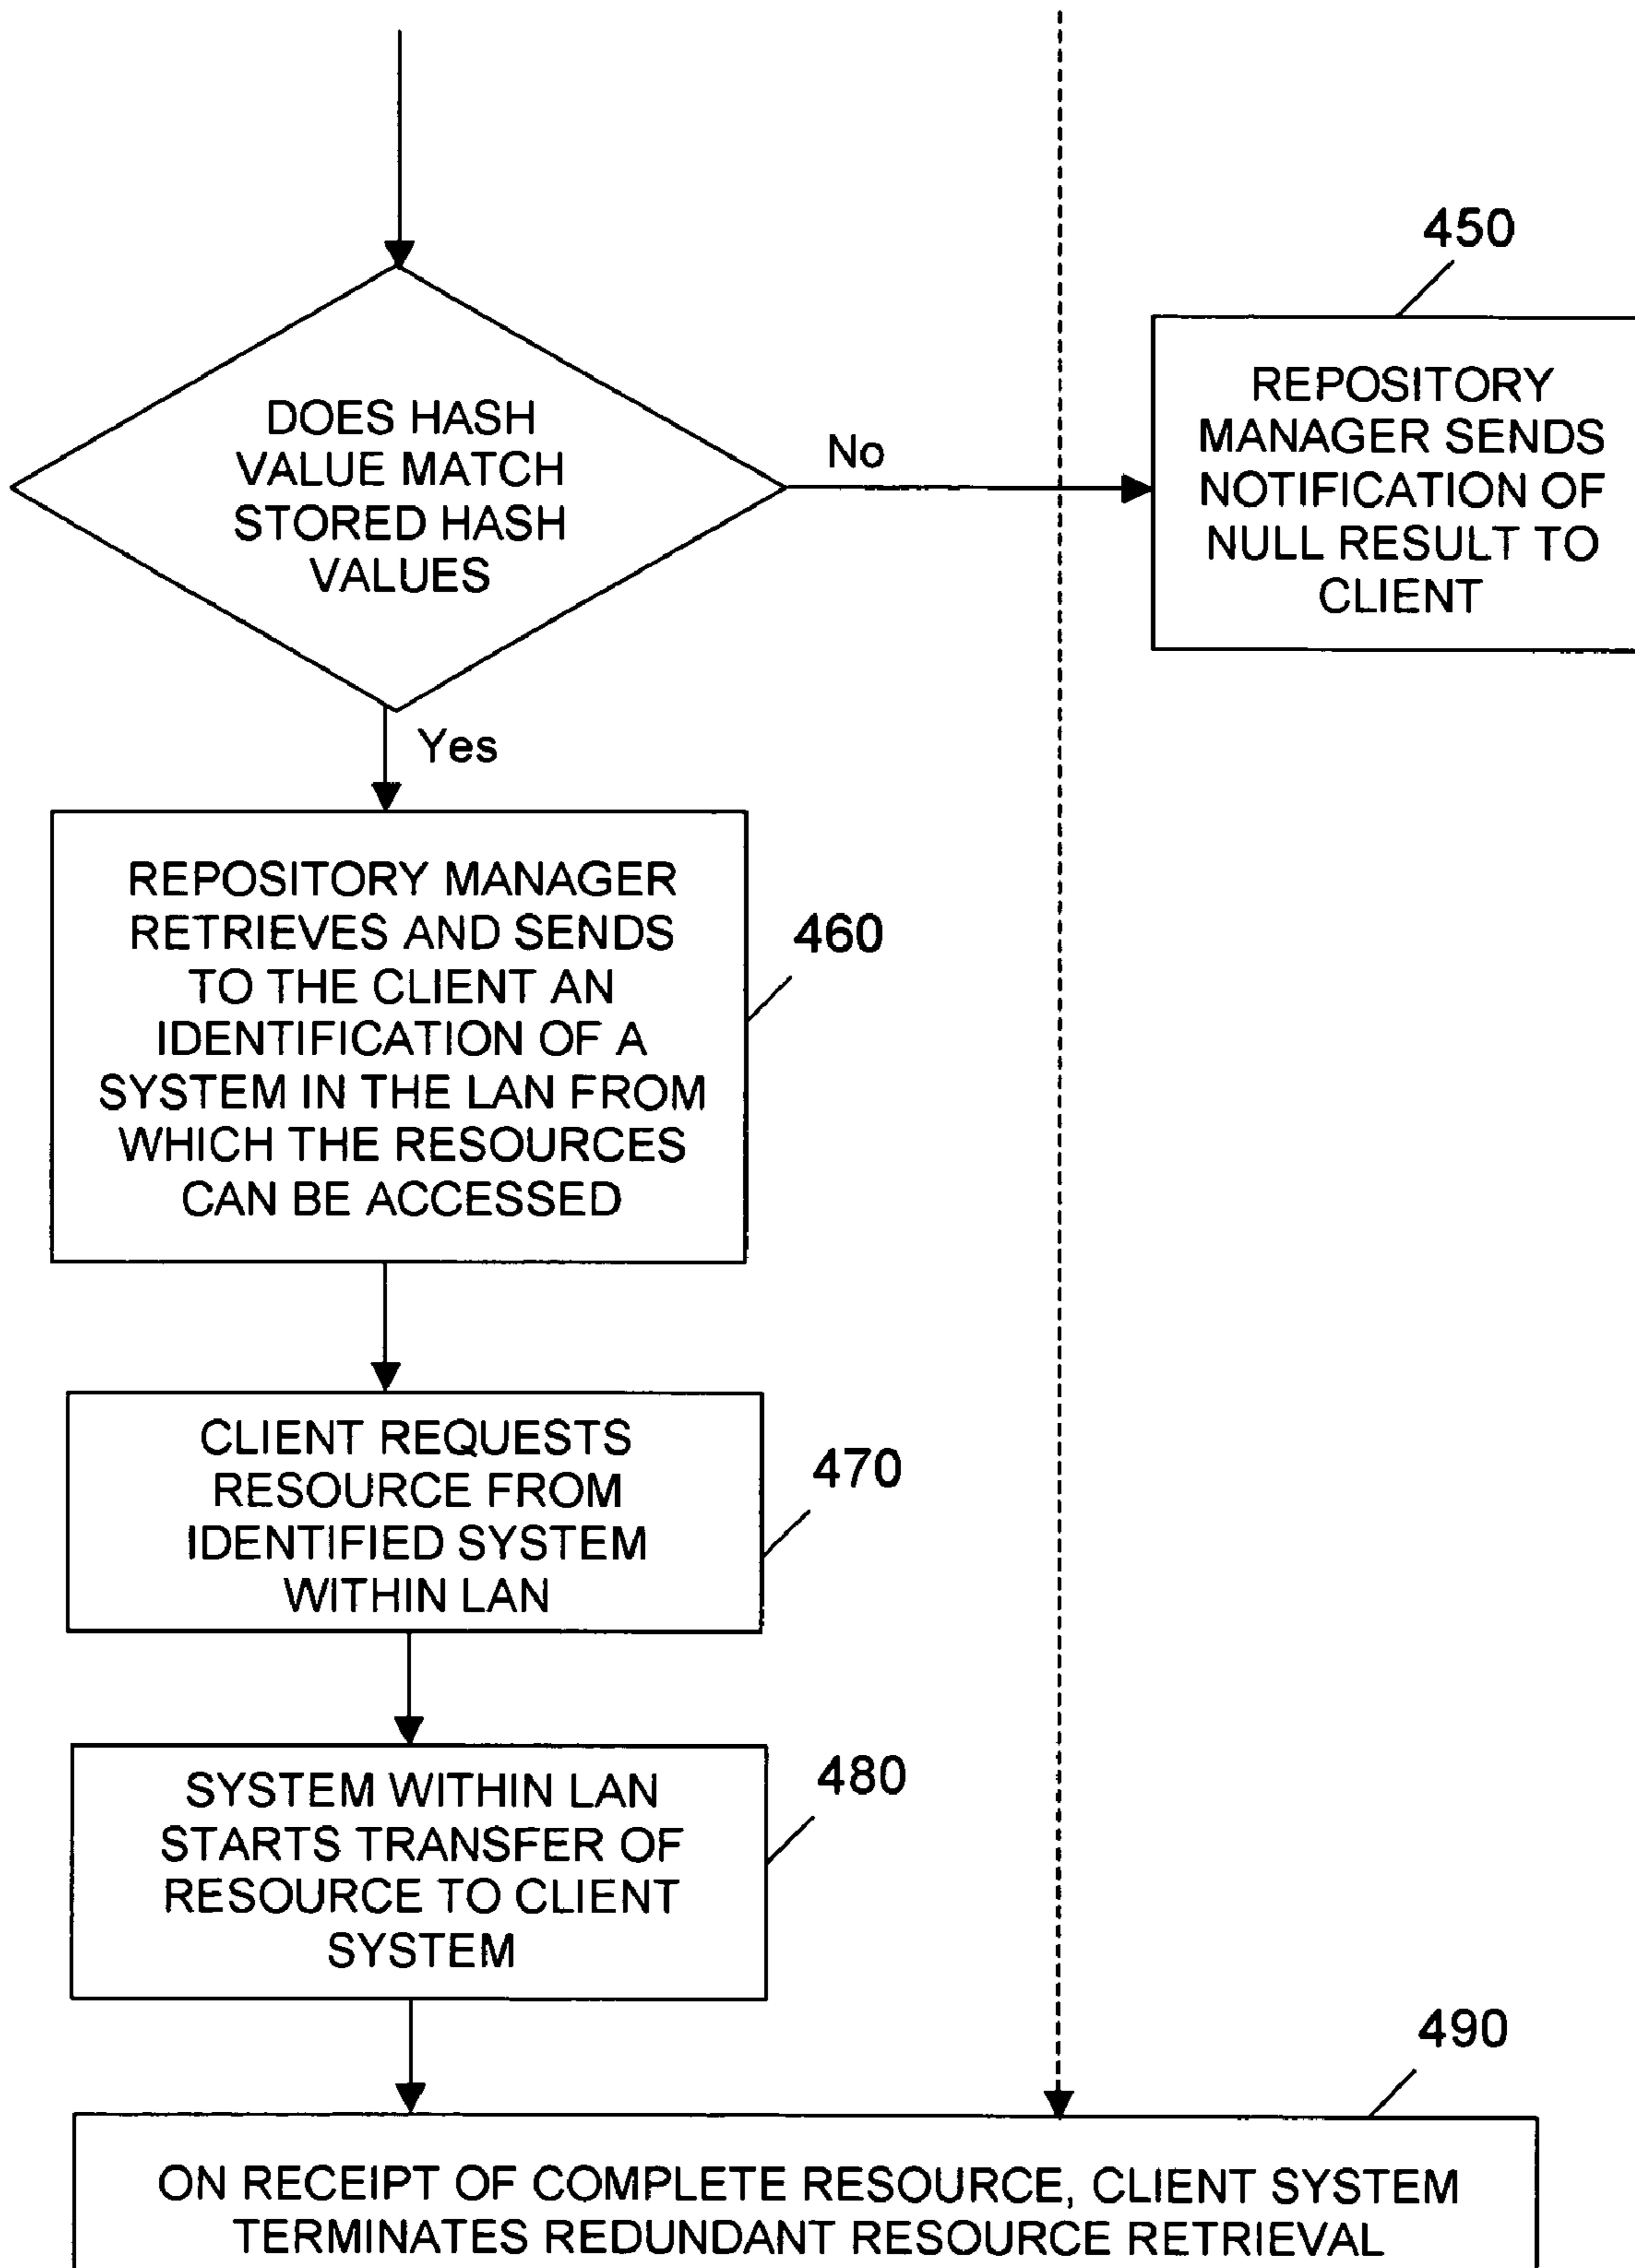 450
REPOSITORY
MANAGER SENDS
NOTIFICATION OF
NULL RESULT TO
CLIENT
DOES HASH
VALUE MATCH
STORED HASH
VALUES
No
Yes
REPOSITORY MANAGER
RETRIEVES AND SENDS
TO THE CLIENT AN
IDENTIFICATION OF A
SYSTEM IN THE LAN FROM
WHICH THE RESOURCES
CAN BE ACCESSED
460
CLIENT REQUESTS
RESOURCE FROM
IDENTIFIED SYSTEM
WITHIN LAN
470
SYSTEM WITHIN LAN
STARTS TRANSFER OF
RESOURCE TO CLIENT
SYSTEM
480
490
ON RECEIPT OF COMPLETE RESOURCE, CLIENT SYSTEM
TERMINATES REDUNDANT RESOURCE RETRIEVAL